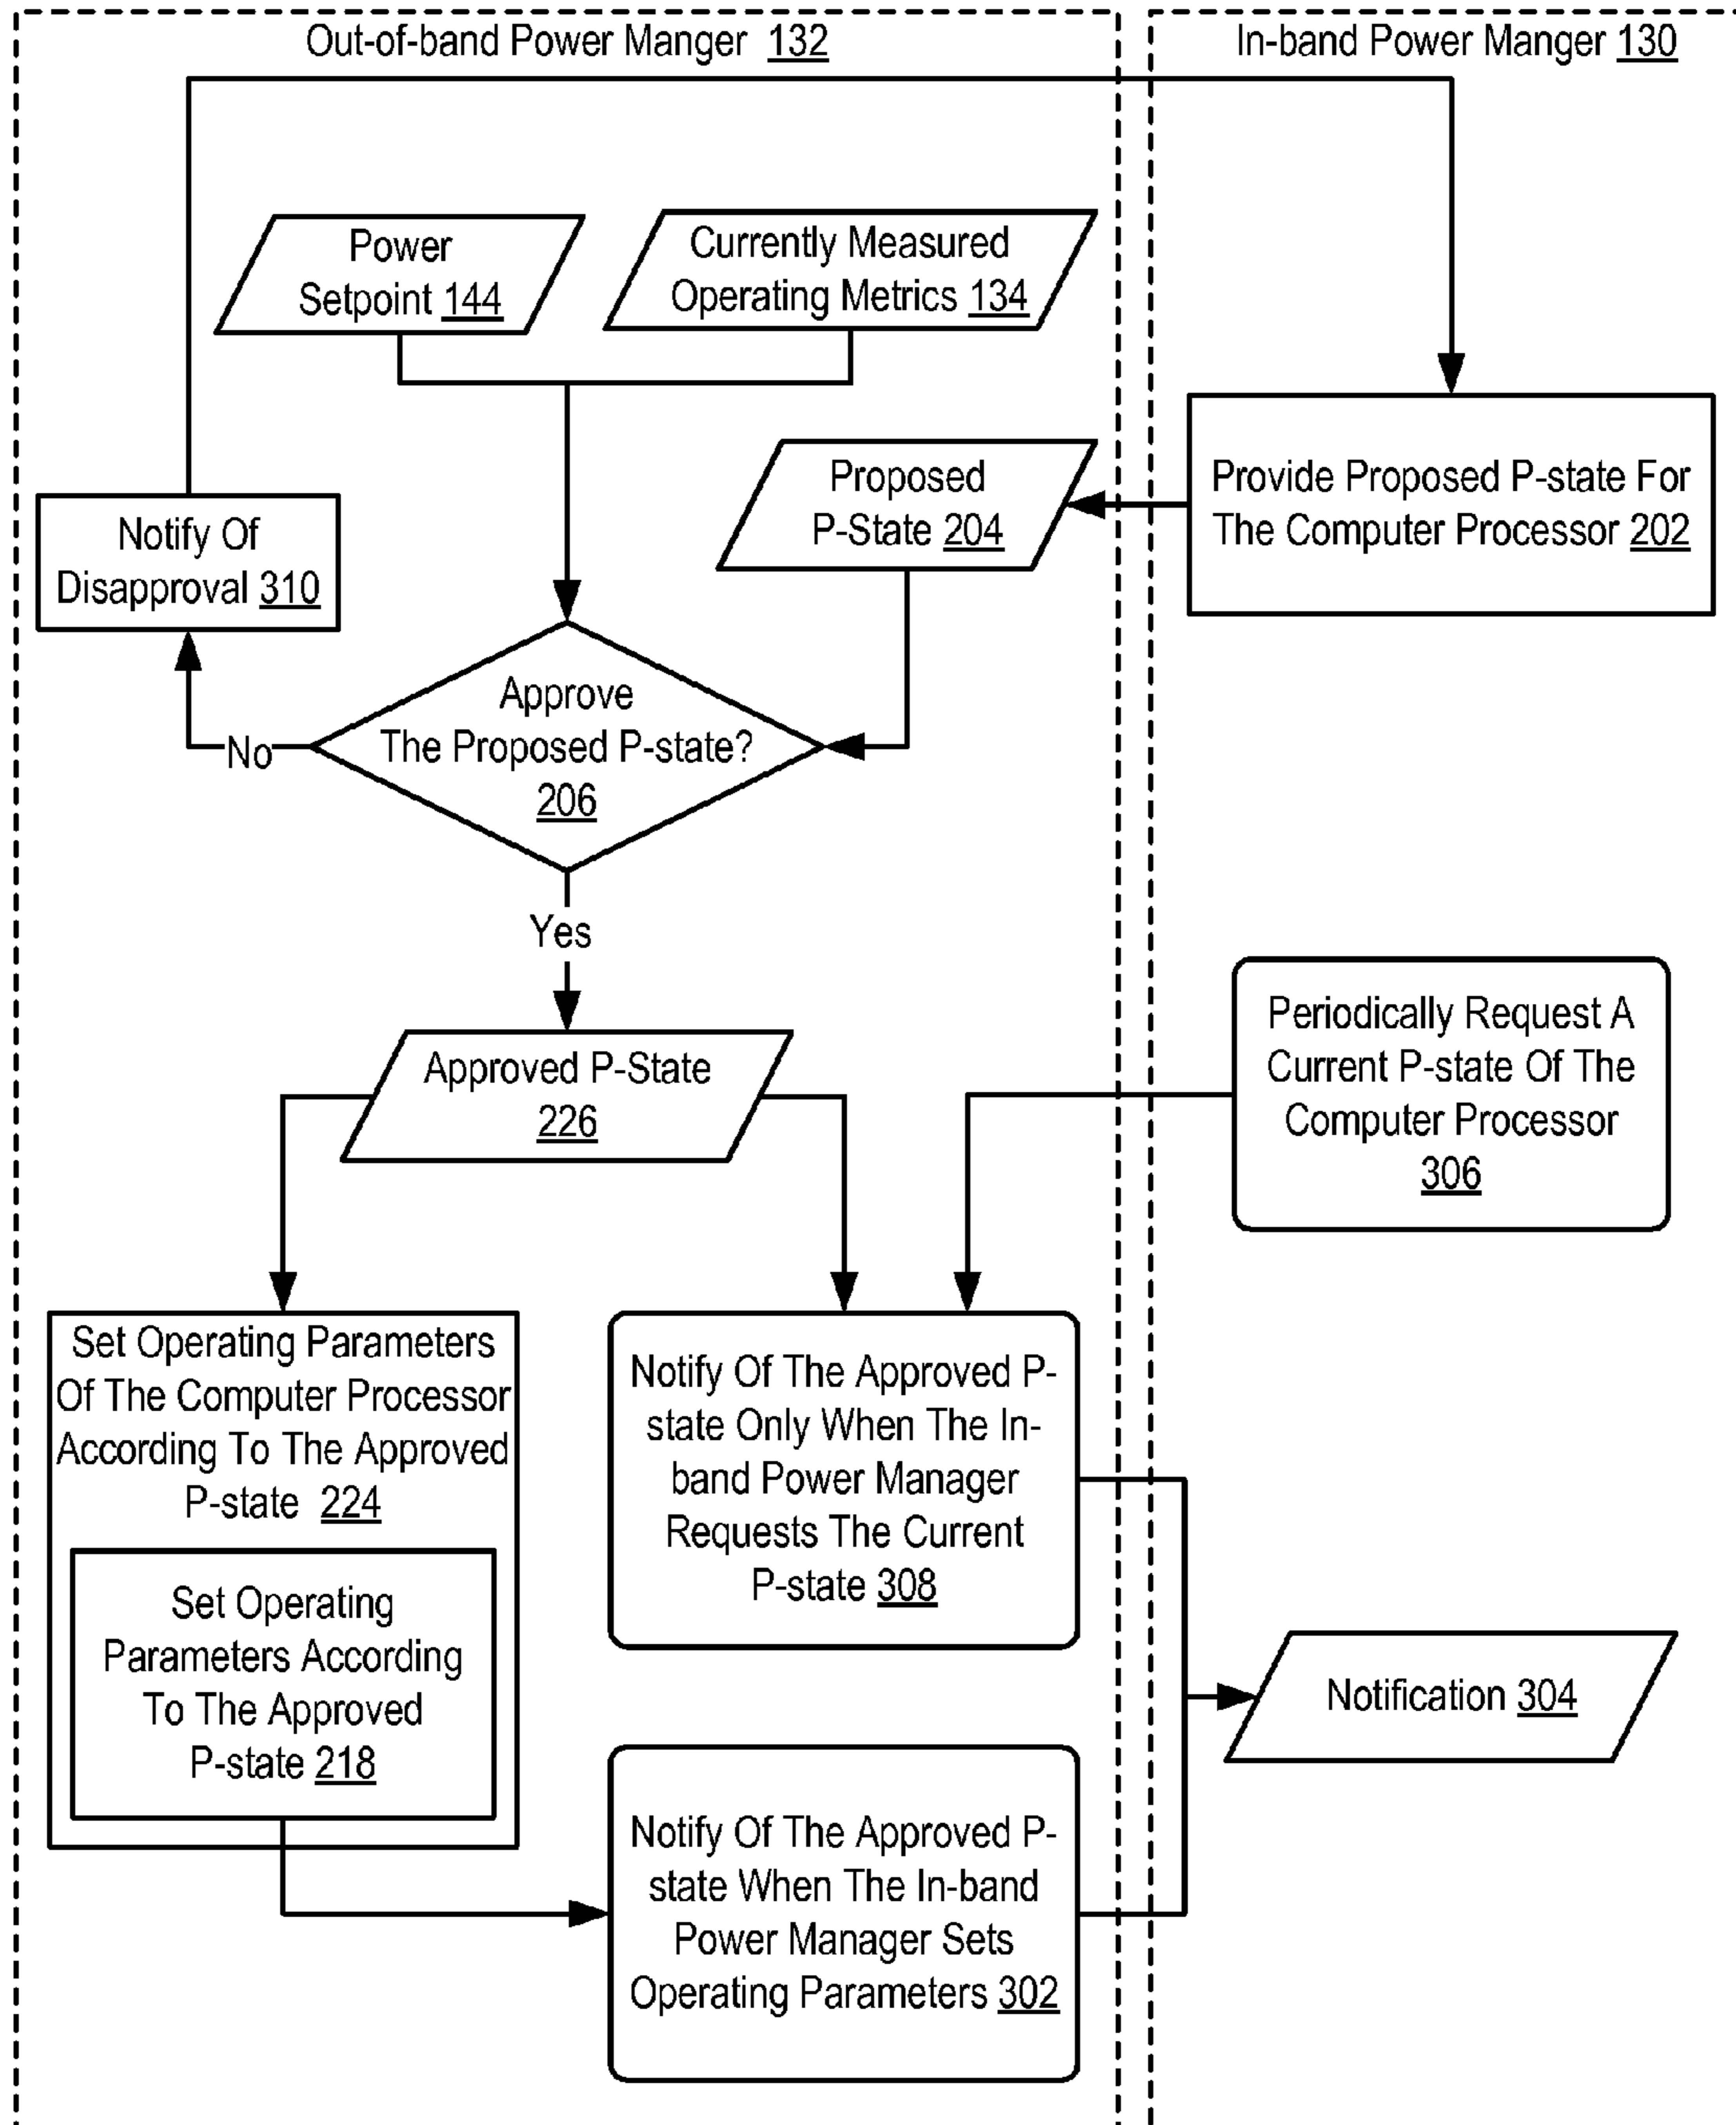 Out-of-band Power Manger 132
In-band Power Manger 130
Power
Setpoint 144
Currently Measured
Operating Metrics 134
Proposed
P-State 204
Provide Proposed P-state For
The Computer Processor 202
Notify Of
Disapproval 310
Approve
The Proposed P-state?
206
No
Yes
Approved P-State
226
Periodically Request A
Current P-state Of The
Computer Processor
306
Set Operating Parameters
Of The Computer Processor
According To The Approved
P-state 224
Set Operating
Parameters According
To The Approved
P-state 218
Notify Of The Approved P-
state Only When The In-
band Power Manager
Requests The Current
P-state 308
Notification 304
Notify Of The Approved P-
state When The In-band
Power Manager Sets
Operating Parameters 302